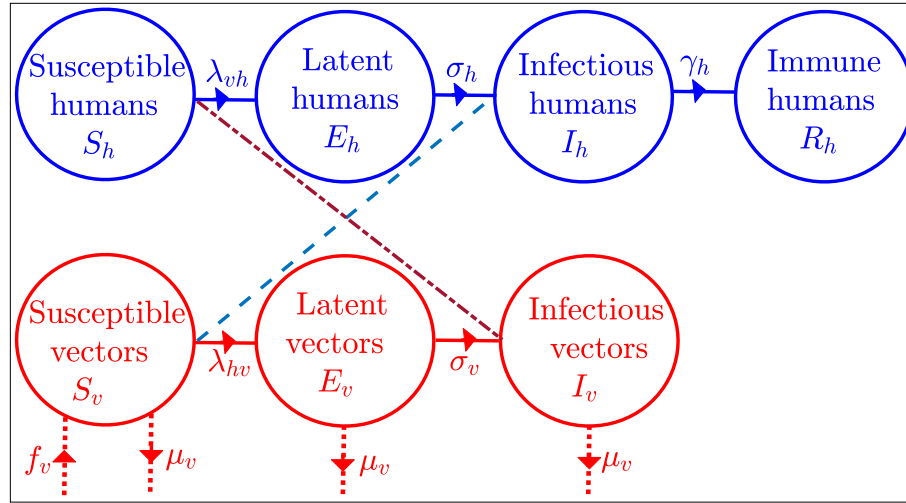 Susceptible
humans
S_h
λ_vh
Latent
humans
E_h
σ_h
Infectious
humans
I_h
γ_h
Immune
humans
R_h
Susceptible
vectors
S_v
λ_hv
Latent
vectors
E_v
σ_v
Infectious
vectors
I_v
f_v
μ_v
μ_v
μ_v